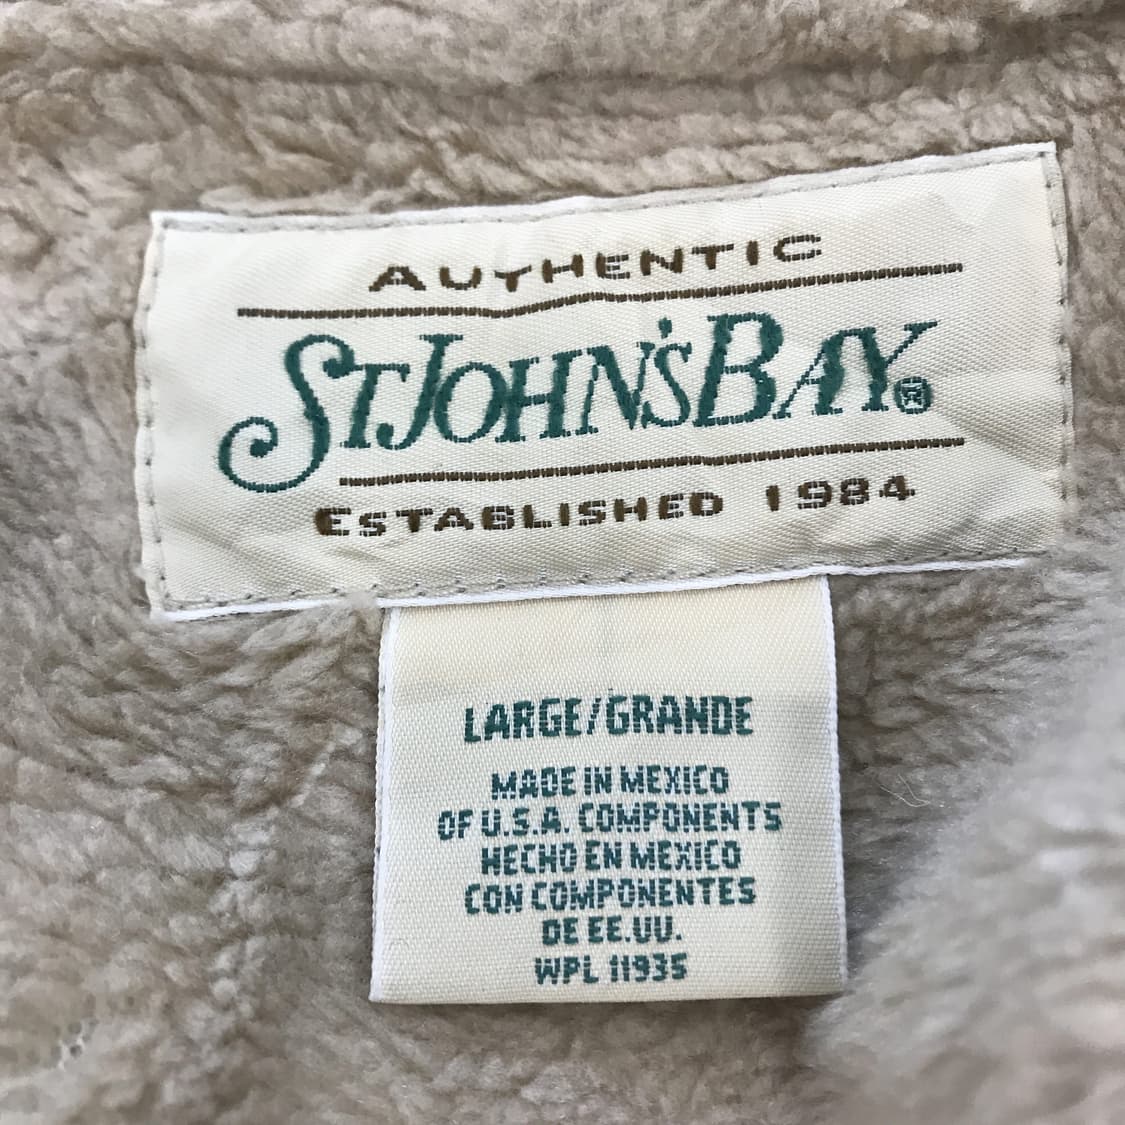 AUTHENTIC
ST JOHN'S BAY®
ESTABLISHED 1984
LARGE/GRANDE
MADE IN MEXICO
OF U.S.A. COMPONENTS
HECHO EN MEXICO
CON COMPONENTES
DE EE.UU.
WPL 11935